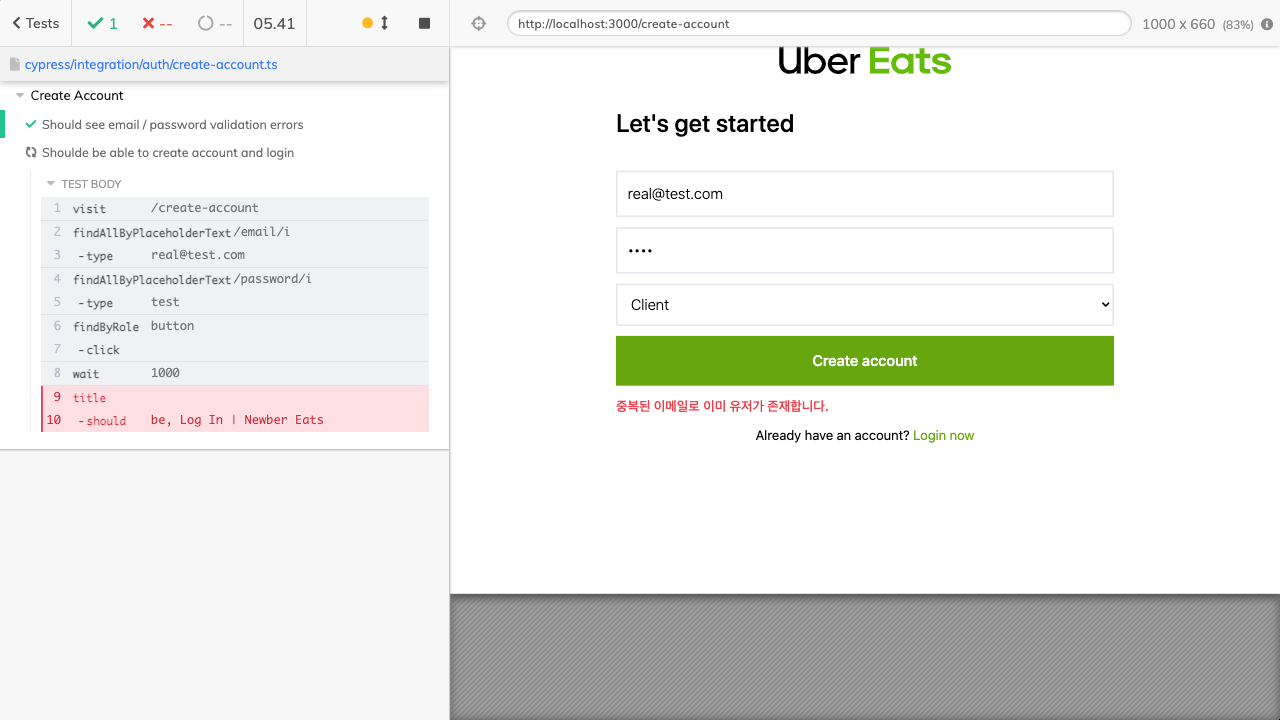 Tests
1
--
--
05.41
http://localhost:3000/create-account
1000 x 660 (83%)
cypress/integration/auth/create-account.ts
Create Account
Should see email / password validation errors
Shoulde be able to create account and login
TEST BODY
1 visit /create-account
2 findAllByPlaceholderText /email/i
3 -type real@test.com
4 findAllByPlaceholderText /password/i
5 -type test
6 findByRole button
7 -click
8 wait 1000
9 title
10 -should be, Log In | Newber Eats
Uber Eats
Let's get started
real@test.com
••••
Client
Create account
중복된 이메일로 이미 유저가 존재합니다.
Already have an account? Login now